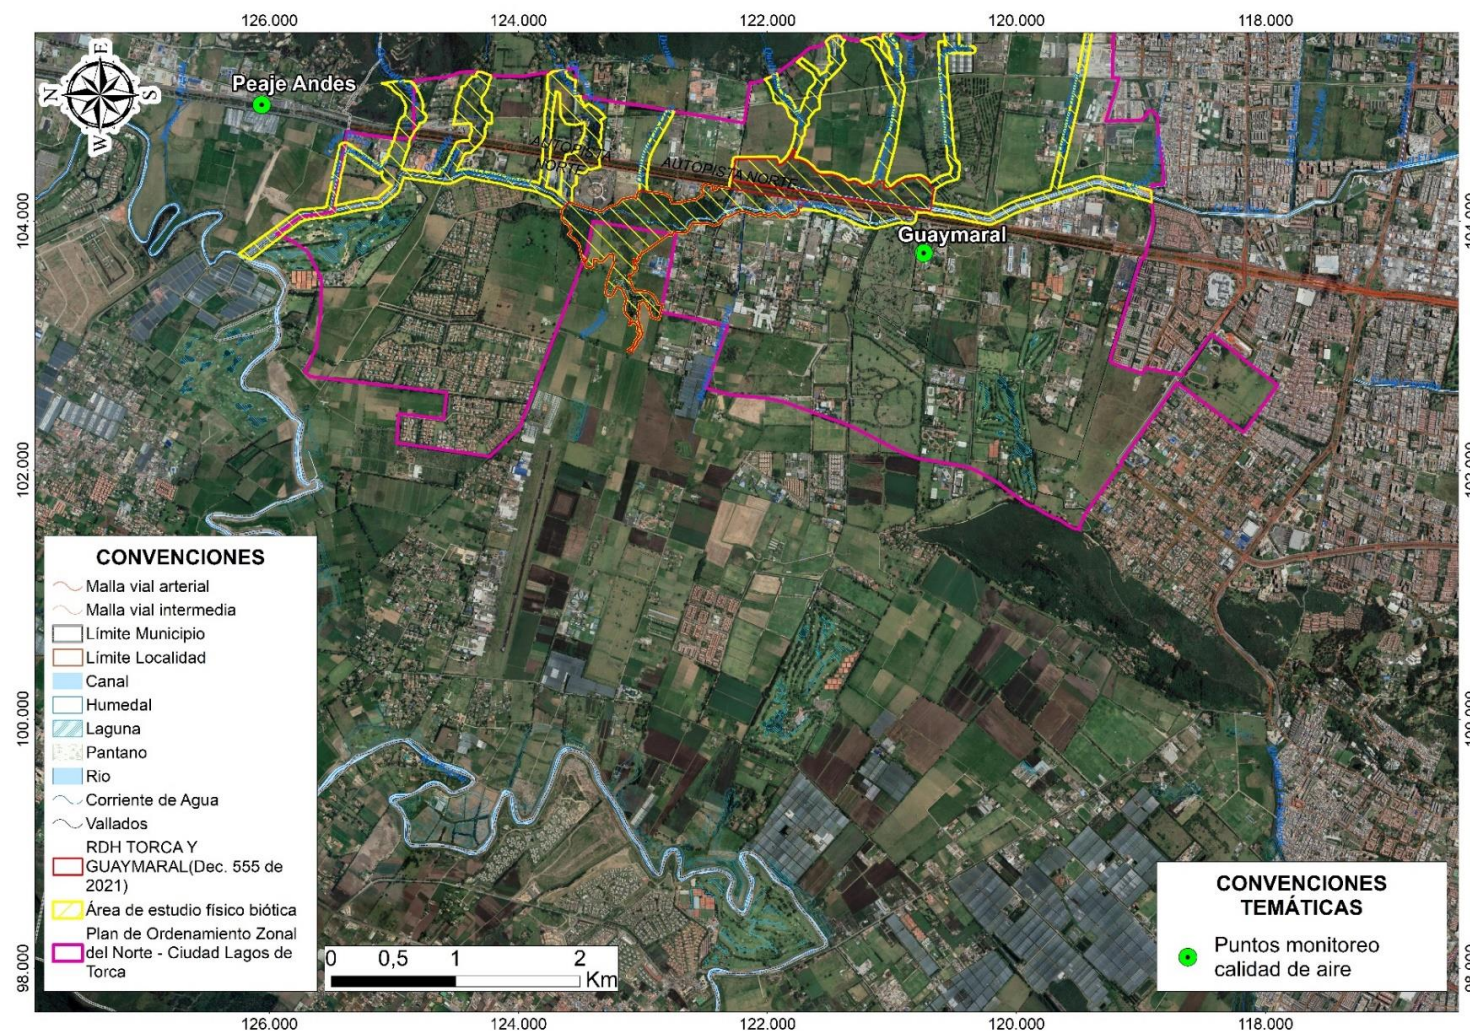 126.000 124.000 122.000 120.000 118.000
E
N
S
W
Peaje Andes
AUTOPISTA
NORTE
AUTOPISTA NORTE
Guaymaral
104.000
102.000
100.000
98.000
CONVENCIONES
Malla vial arterial
Malla vial intermedia
Límite Municipio
Límite Localidad
Canal
Humedal
Laguna
Pantano
Rio
Corriente de Agua
Vallados
RDH TORCA Y
GUAYMARAL(Dec. 555 de
2021)
Área de estudio físico biótica
Plan de Ordenamiento Zonal
del Norte - Ciudad Lagos de
Torca
0 0,5 1 2
Km
CONVENCIONES
TEMÁTICAS
Puntos monitoreo
calidad de aire
126.000 124.000 122.000 120.000 118.000